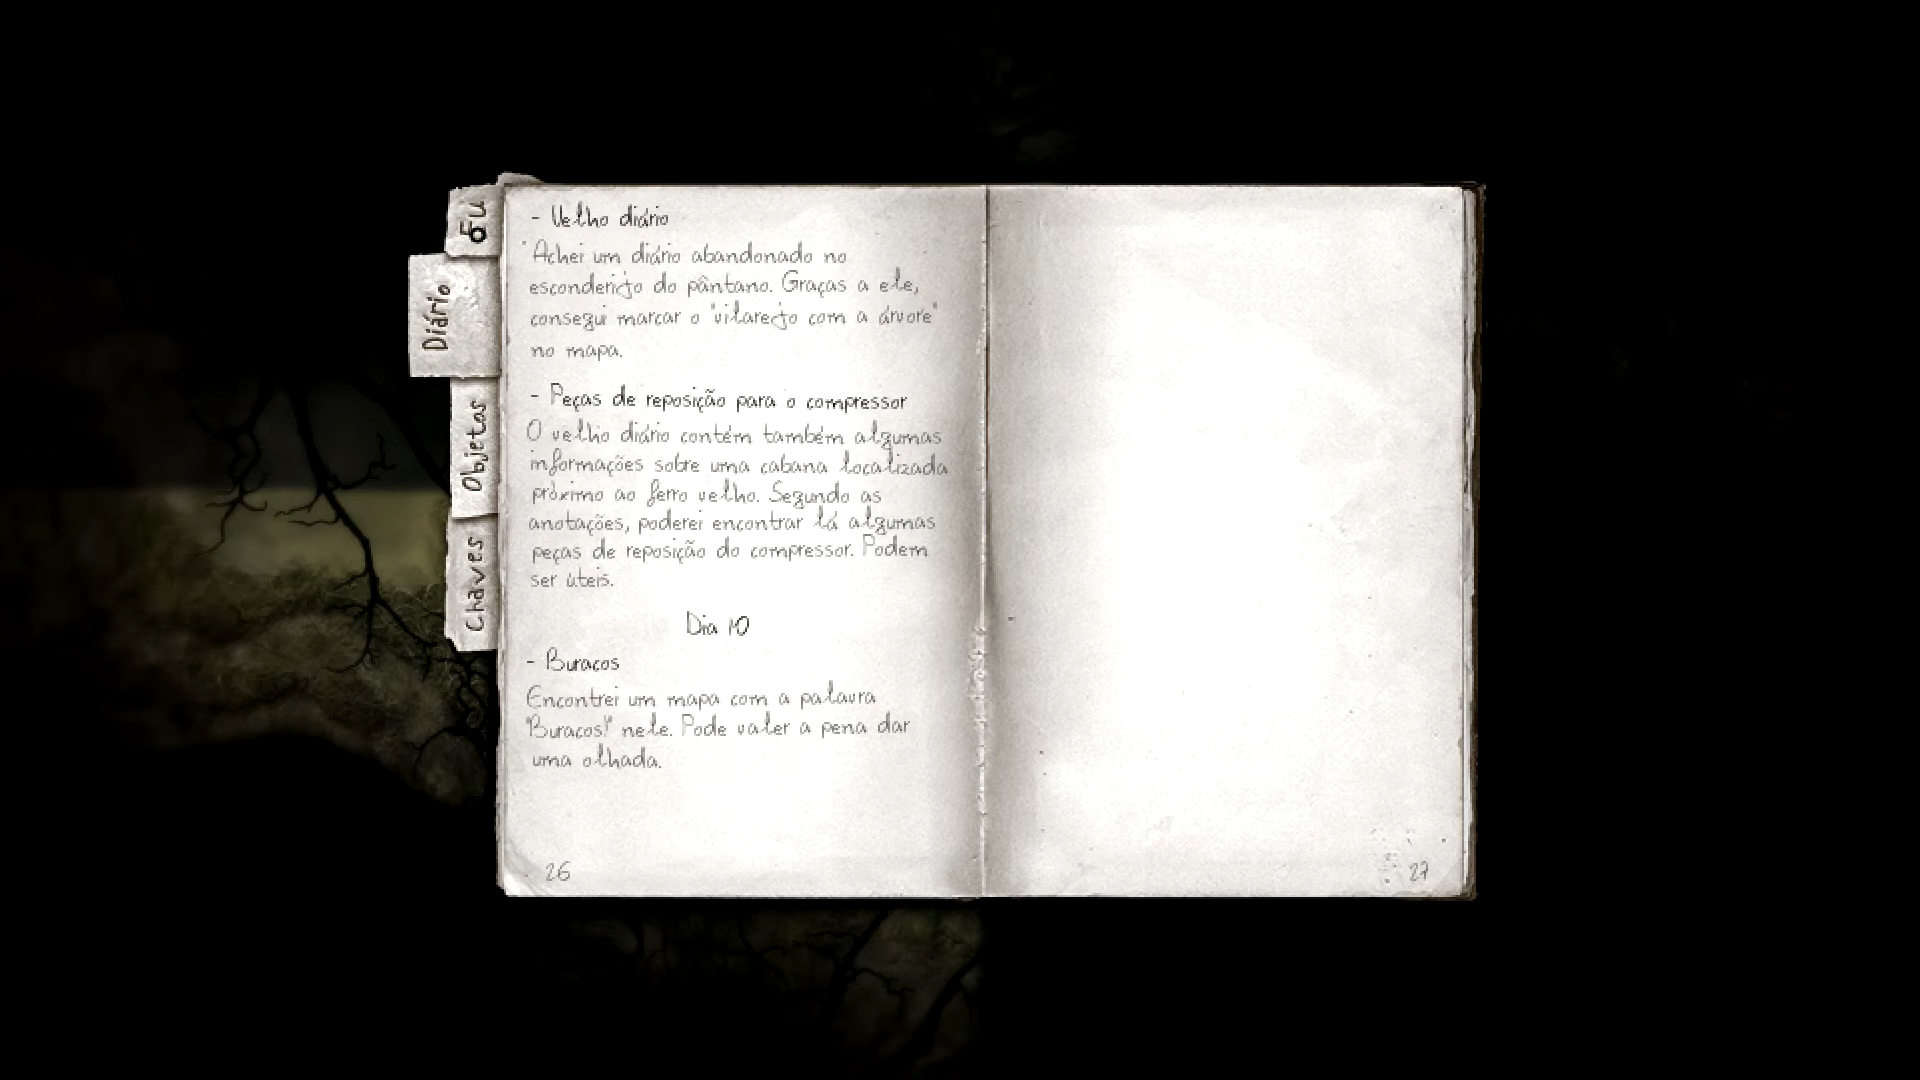 Eu
Diário
Objetos
Chaves
- Velho diário
Achei um diário abandonado no
esconderijo do pântano. Graças a ele,
consegui marcar o "vilarejo com a árvore"
no mapa.
- Peças de reposição para o compressor
O velho diário contém também algumas
informações sobre uma cabana localizada
próximo ao ferro velho. Segundo as
anotações, poderei encontrar lá algumas
peças de reposição do compressor. Podem
ser úteis.
Dia 10
- Buracos
Encontrei um mapa com a palavra
"Buracos!" nele. Pode valer a pena dar
uma olhada.
26
27